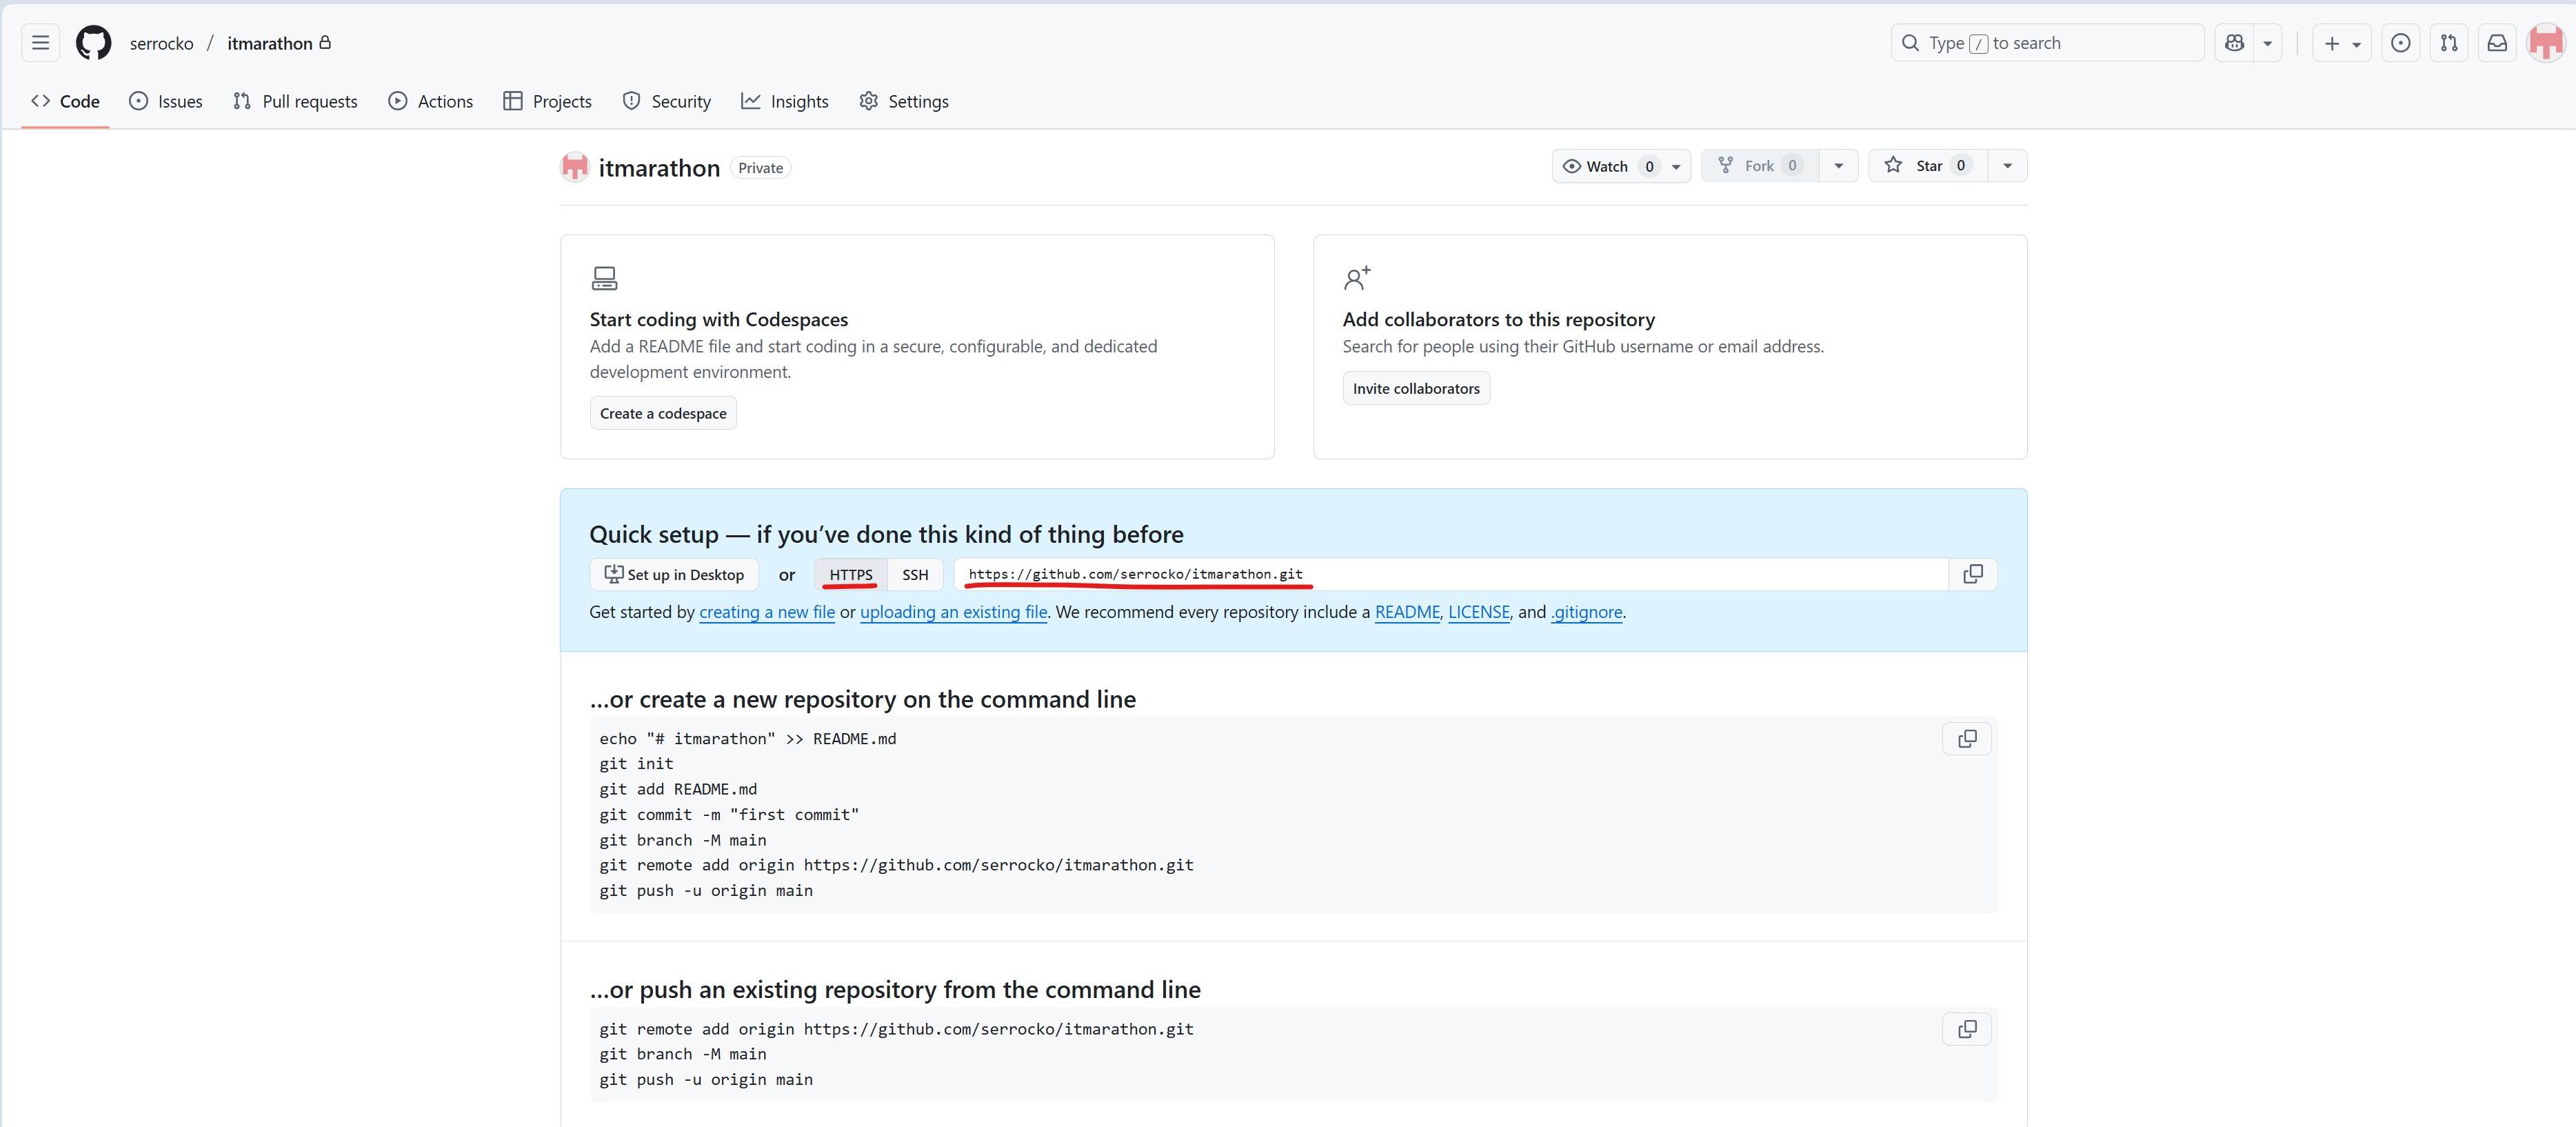 serrocko / itmarathon
Type / to search
Code Issues Pull requests Actions Projects Security Insights Settings
itmarathon Private
Watch 0 Fork 0 Star 0
Start coding with Codespaces
Add a README file and start coding in a secure, configurable, and dedicated
development environment.
Create a codespace
Add collaborators to this repository
Search for people using their GitHub username or email address.
Invite collaborators
Quick setup — if you’ve done this kind of thing before
Set up in Desktop or HTTPS SSH https://github.com/serrocko/itmarathon.git
Get started by creating a new file or uploading an existing file. We recommend every repository include a README, LICENSE, and .gitignore.
...or create a new repository on the command line
echo "# itmarathon" >> README.md
git init
git add README.md
git commit -m "first commit"
git branch -M main
git remote add origin https://github.com/serrocko/itmarathon.git
git push -u origin main
...or push an existing repository from the command line
git remote add origin https://github.com/serrocko/itmarathon.git
git branch -M main
git push -u origin main